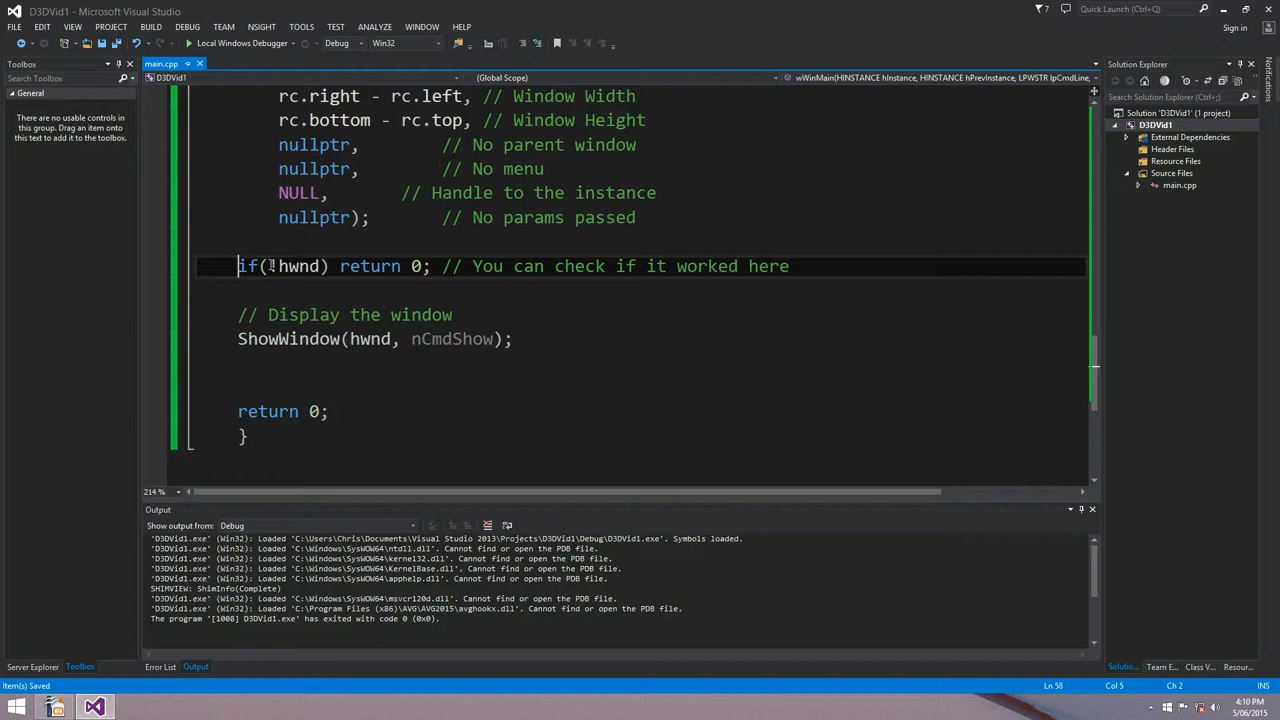 D3DVid1 - Microsoft Visual Studio
7
Quick Launch (Ctrl+Q)
FILE EDIT VIEW PROJECT BUILD DEBUG TEAM NSIGHT TOOLS TEST ANALYZE WINDOW HELP
Sign in
Local Windows Debugger
Debug
Win32
Toolbox
Search Toolbox
General
There are no usable controls in
this group. Drag an item onto
this text to add it to the toolbox.
main.cpp
D3DVid1
(Global Scope)
wWinMain(HINSTANCE hInstance, HINSTANCE hPrevInstance, LPWSTR lpCmdLine,
rc.right - rc.left, // Window Width
rc.bottom - rc.top, // Window Height
nullptr, // No parent window
nullptr, // No menu
NULL, // Handle to the instance
nullptr); // No params passed
if(!hwnd) return 0; // You can check if it worked here
// Display the window
ShowWindow(hwnd, nCmdShow);
return 0;
}
214 %
Solution Explorer
Search Solution Explorer (Ctrl+;)
Solution 'D3DVid1' (1 project)
D3DVid1
External Dependencies
Header Files
Resource Files
Source Files
main.cpp
Notifications
Output
Show output from: Debug
'D3DVid1.exe' (Win32): Loaded 'C:\Users\Chris\Documents\Visual Studio 2013\Projects\D3DVid1\Debug\D3DVid1.exe'. Symbols loaded.
'D3DVid1.exe' (Win32): Loaded 'C:\Windows\SysWOW64\ntdll.dll'. Cannot find or open the PDB file.
'D3DVid1.exe' (Win32): Loaded 'C:\Windows\SysWOW64\kernel32.dll'. Cannot find or open the PDB file.
'D3DVid1.exe' (Win32): Loaded 'C:\Windows\SysWOW64\KernelBase.dll'. Cannot find or open the PDB file.
'D3DVid1.exe' (Win32): Loaded 'C:\Windows\SysWOW64\apphelp.dll'. Cannot find or open the PDB file.
SHIMVIEW: ShimInfo(Complete)
'D3DVid1.exe' (Win32): Loaded 'C:\Windows\SysWOW64\msvcr120d.dll'. Cannot find or open the PDB file.
'D3DVid1.exe' (Win32): Loaded 'C:\Program Files (x86)\AVG\AVG2015\avghookx.dll'. Cannot find or open the PDB file.
The program '[1008] D3DVid1.exe' has exited with code 0 (0x0).
Server Explorer Toolbox
Error List Output
Solutio... Team E... Class V... Resour...
Item(s) Saved
Ln 58 Col 5 Ch 2 INS
4:10 PM
5/06/2015